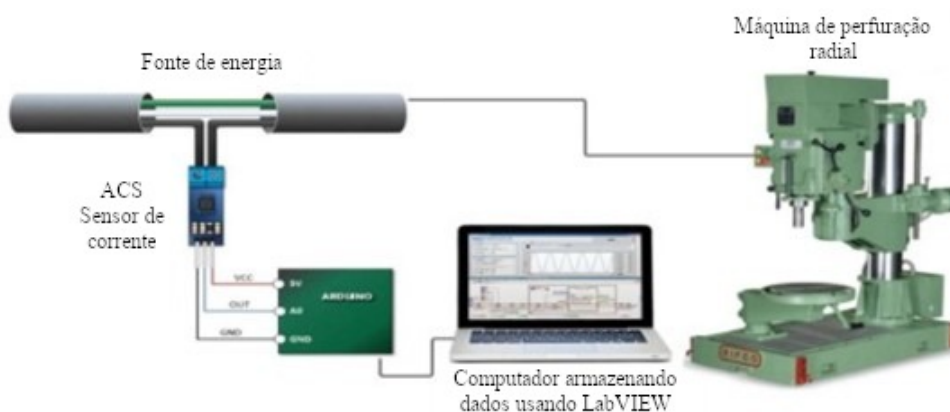 Máquina de perfuração
radial
Fonte de energia
ACS
Sensor de
corrente
VCC
5V
ARDUINO
OUT
A0
GND
GND
Computador armazenando
dados usando LabVIEW